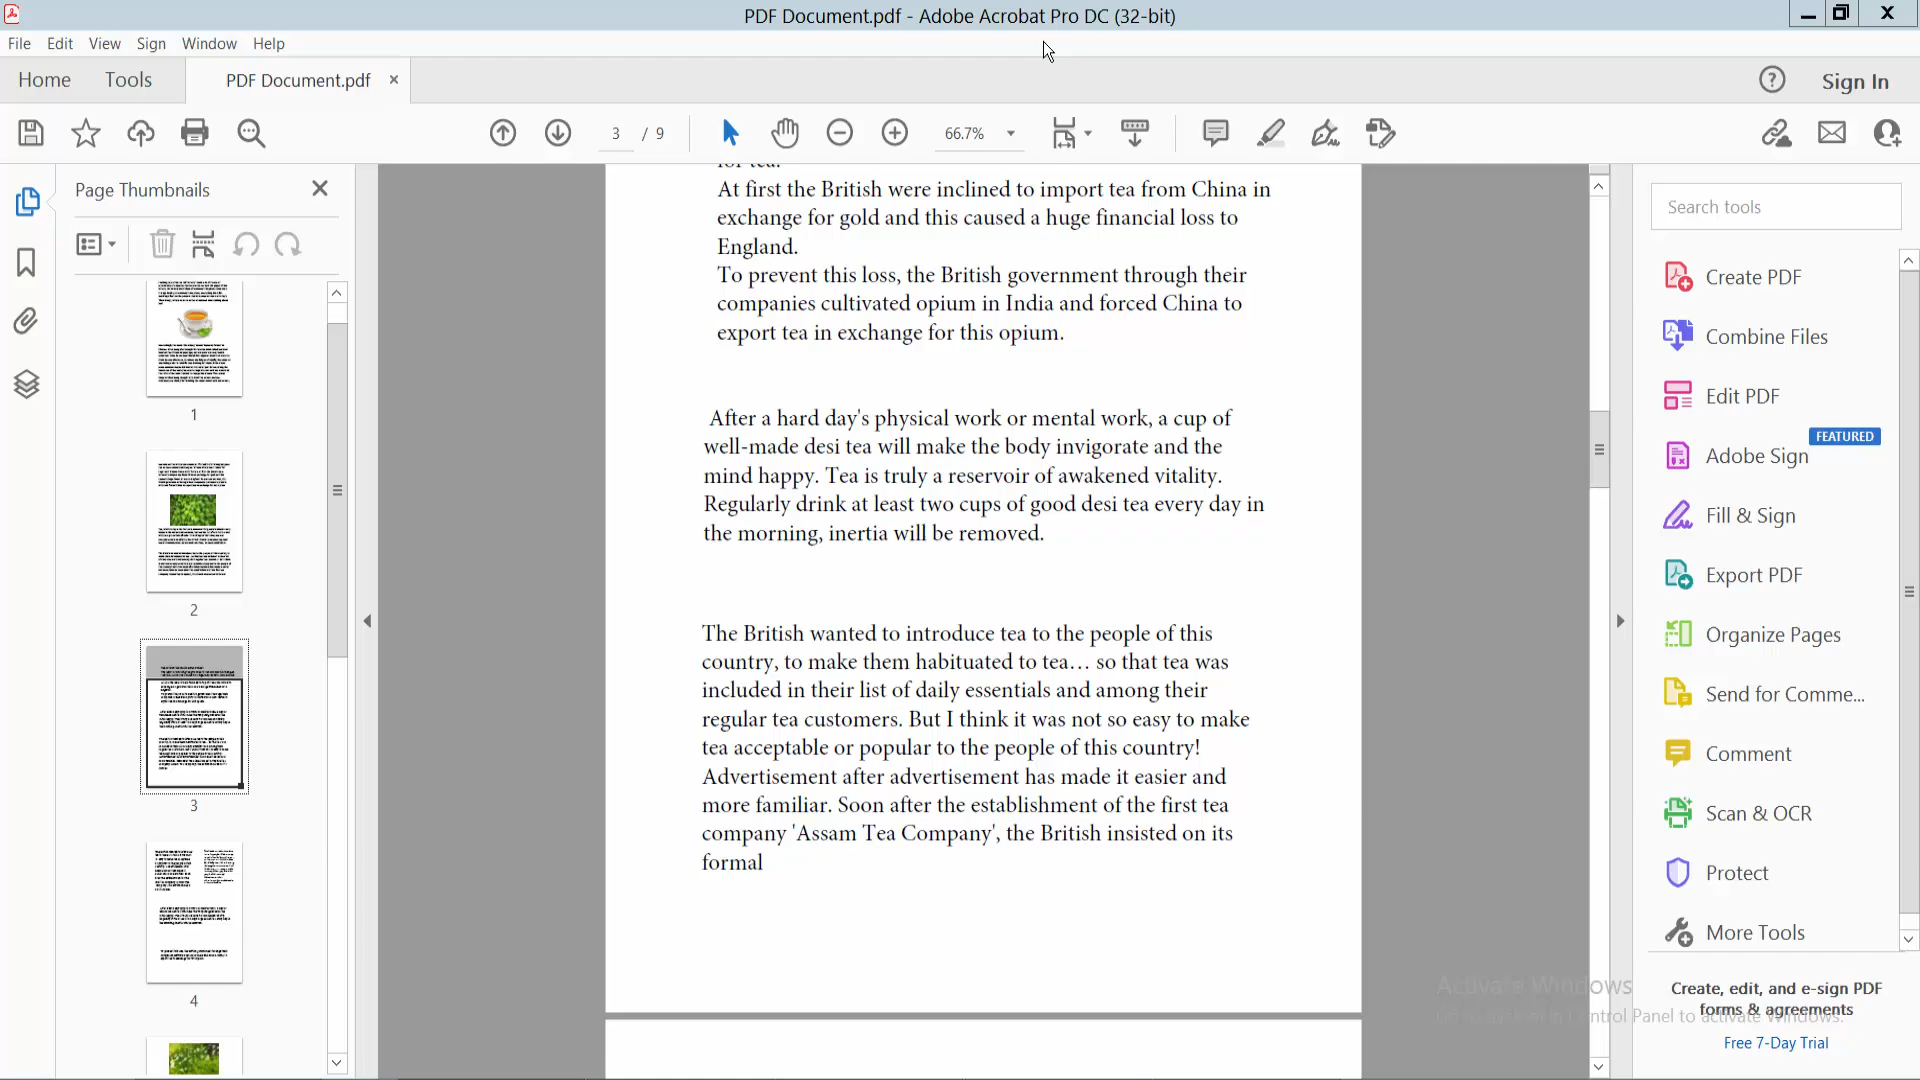 PDF Document.pdf - Adobe Acrobat Pro DC (32-bit)
File Edit View Sign Window Help
Home Tools PDF Document.pdf × Sign In
3 / 9 66.7%
Page Thumbnails
1
2
3
4
for tea.
At first the British were inclined to import tea from China in
exchange for gold and this caused a huge financial loss to
England.
To prevent this loss, the British government through their
companies cultivated opium in India and forced China to
export tea in exchange for this opium.
After a hard day's physical work or mental work, a cup of
well-made desi tea will make the body invigorate and the
mind happy. Tea is truly a reservoir of awakened vitality.
Regularly drink at least two cups of good desi tea every day in
the morning, inertia will be removed.
The British wanted to introduce tea to the people of this
country, to make them habituated to tea... so that tea was
included in their list of daily essentials and among their
regular tea customers. But I think it was not so easy to make
tea acceptable or popular to the people of this country!
Advertisement after advertisement has made it easier and
more familiar. Soon after the establishment of the first tea
company 'Assam Tea Company', the British insisted on its
formal
Search tools
Create PDF
Combine Files
Edit PDF
FEATURED
Adobe Sign
Fill & Sign
Export PDF
Organize Pages
Send for Comme...
Comment
Scan & OCR
Protect
More Tools
Create, edit, and e-sign PDF
forms & agreements
Free 7-Day Trial
Activate Windows
Go to System in Control Panel to activate Windows.